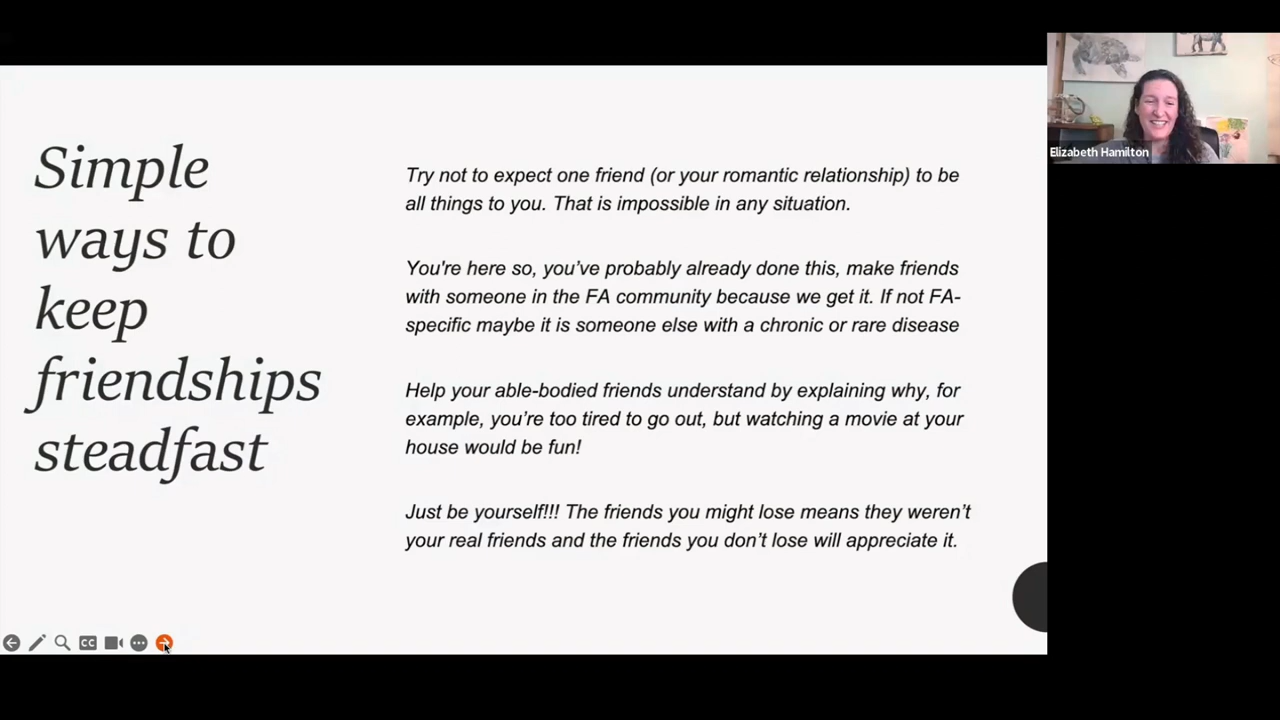 Simple
ways to
keep
friendships
steadfast
Try not to expect one friend (or your romantic relationship) to be
all things to you. That is impossible in any situation.
You're here so, you’ve probably already done this, make friends
with someone in the FA community because we get it. If not FA-
specific maybe it is someone else with a chronic or rare disease
Help your able-bodied friends understand by explaining why, for
example, you’re too tired to go out, but watching a movie at your
house would be fun!
Just be yourself!!! The friends you might lose means they weren’t
your real friends and the friends you don’t lose will appreciate it.
CC
Elizabeth Hamilton